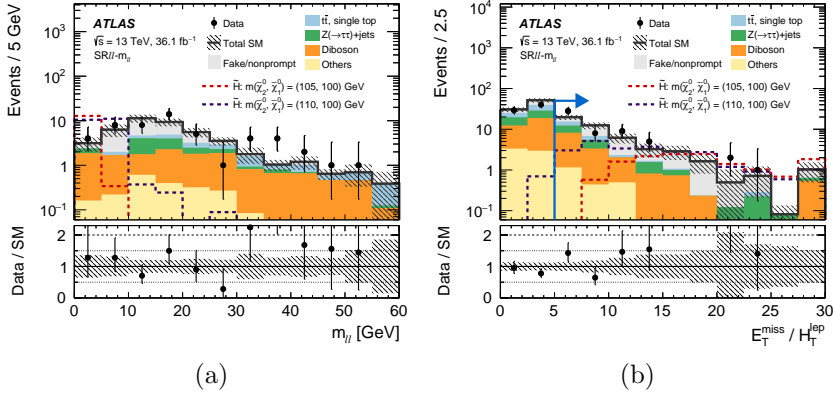 Events / 5 GeV
10³
10²
10
1
10⁻¹
ATLAS
√s = 13 TeV, 36.1 fb⁻¹
SRℓℓ-mℓℓ
Data
Total SM
Fake/nonprompt
tt̄, single top
Z(→ττ)+jets
Diboson
Others
H̃: m(χ̃⁰₂, χ̃⁰₁) = (105, 100) GeV
H̃: m(χ̃⁰₂, χ̃⁰₁) = (110, 100) GeV
Data / SM
2
1
0
0 10 20 30 40 50 60
mℓℓ [GeV]
(a)
Events / 2.5
10⁴
10³
10²
10
1
10⁻¹
ATLAS
√s = 13 TeV, 36.1 fb⁻¹
SRℓℓ-mℓℓ
Data
Total SM
Fake/nonprompt
tt̄, single top
Z(→ττ)+jets
Diboson
Others
H̃: m(χ̃⁰₂, χ̃⁰₁) = (105, 100) GeV
H̃: m(χ̃⁰₂, χ̃⁰₁) = (110, 100) GeV
Data / SM
2
1
0
0 5 10 15 20 25 30
E_T^miss / H_T^lep
(b)